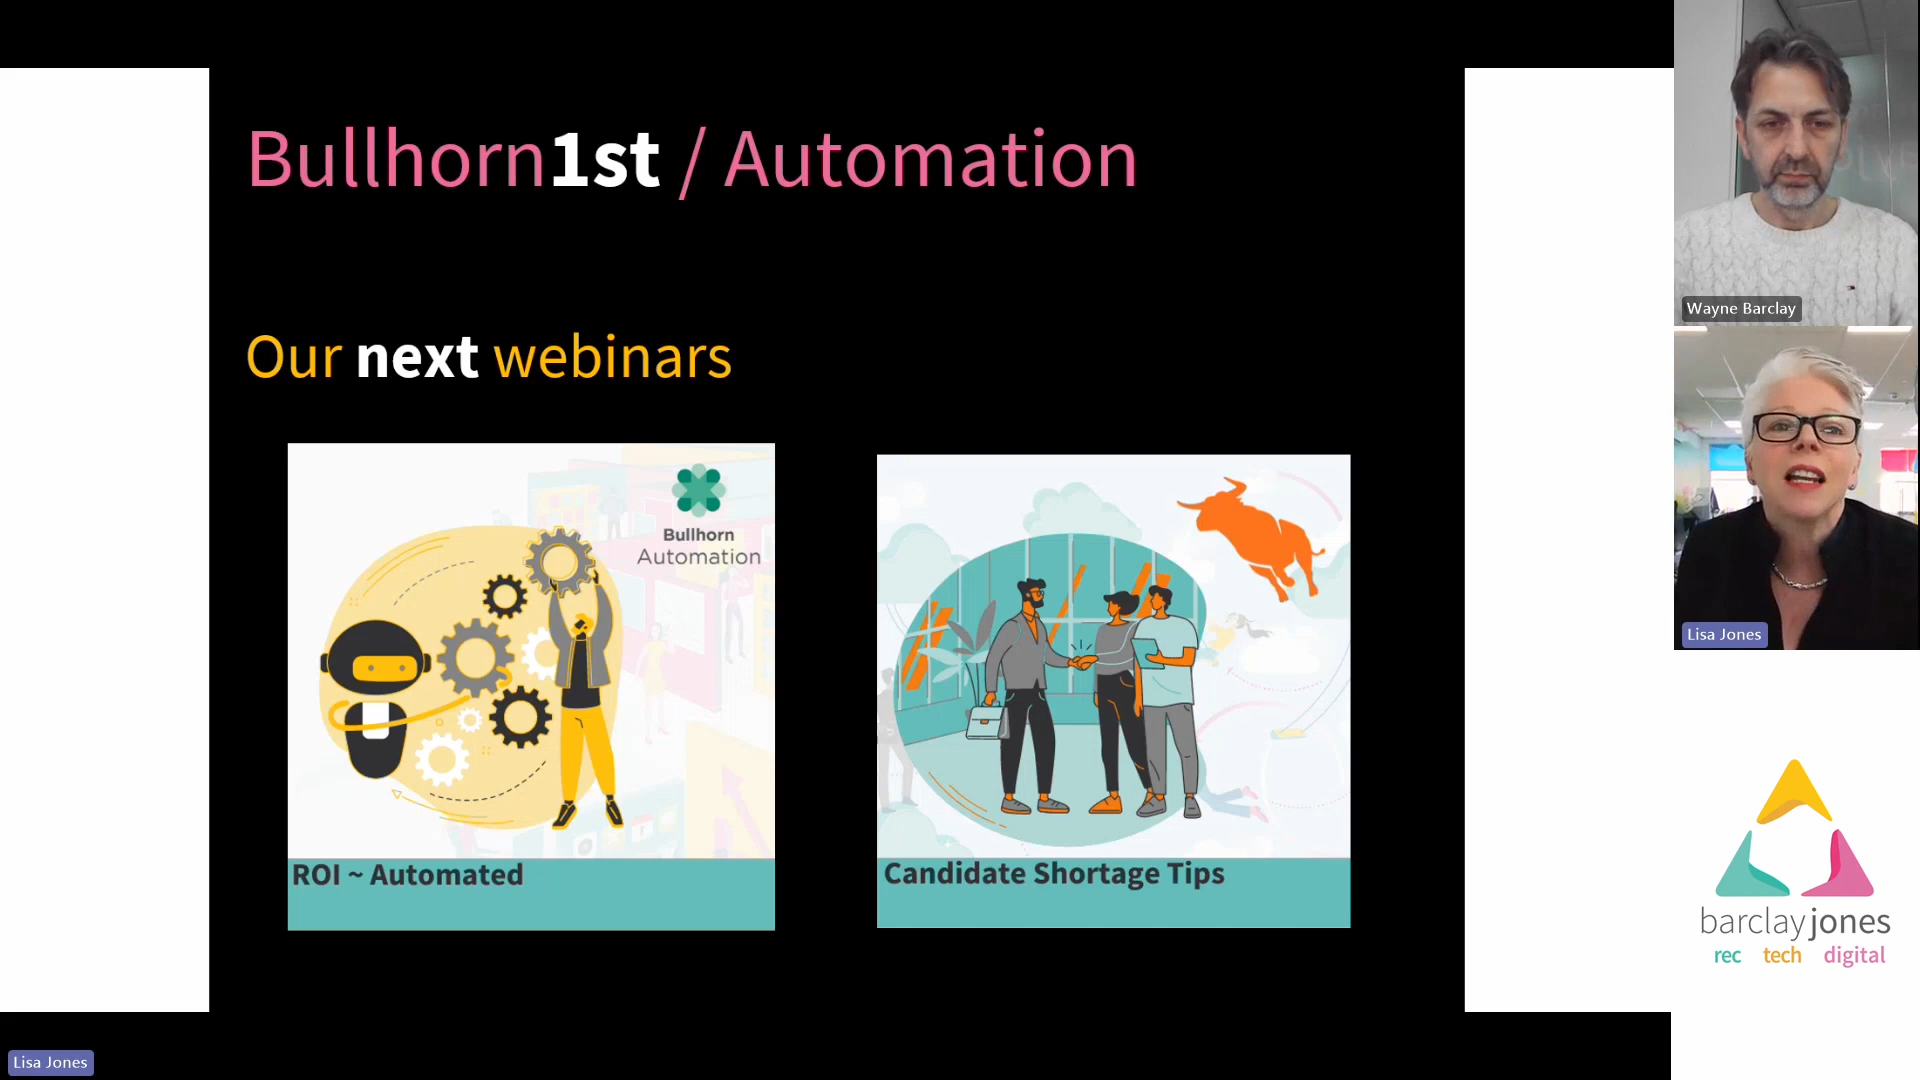 Bullhorn1st / Automation
Our next webinars
Bullhorn
Automation
ROI ~ Automated
Candidate Shortage Tips
Wayne Barclay
Lisa Jones
barclayjones
rec tech digital
Lisa Jones